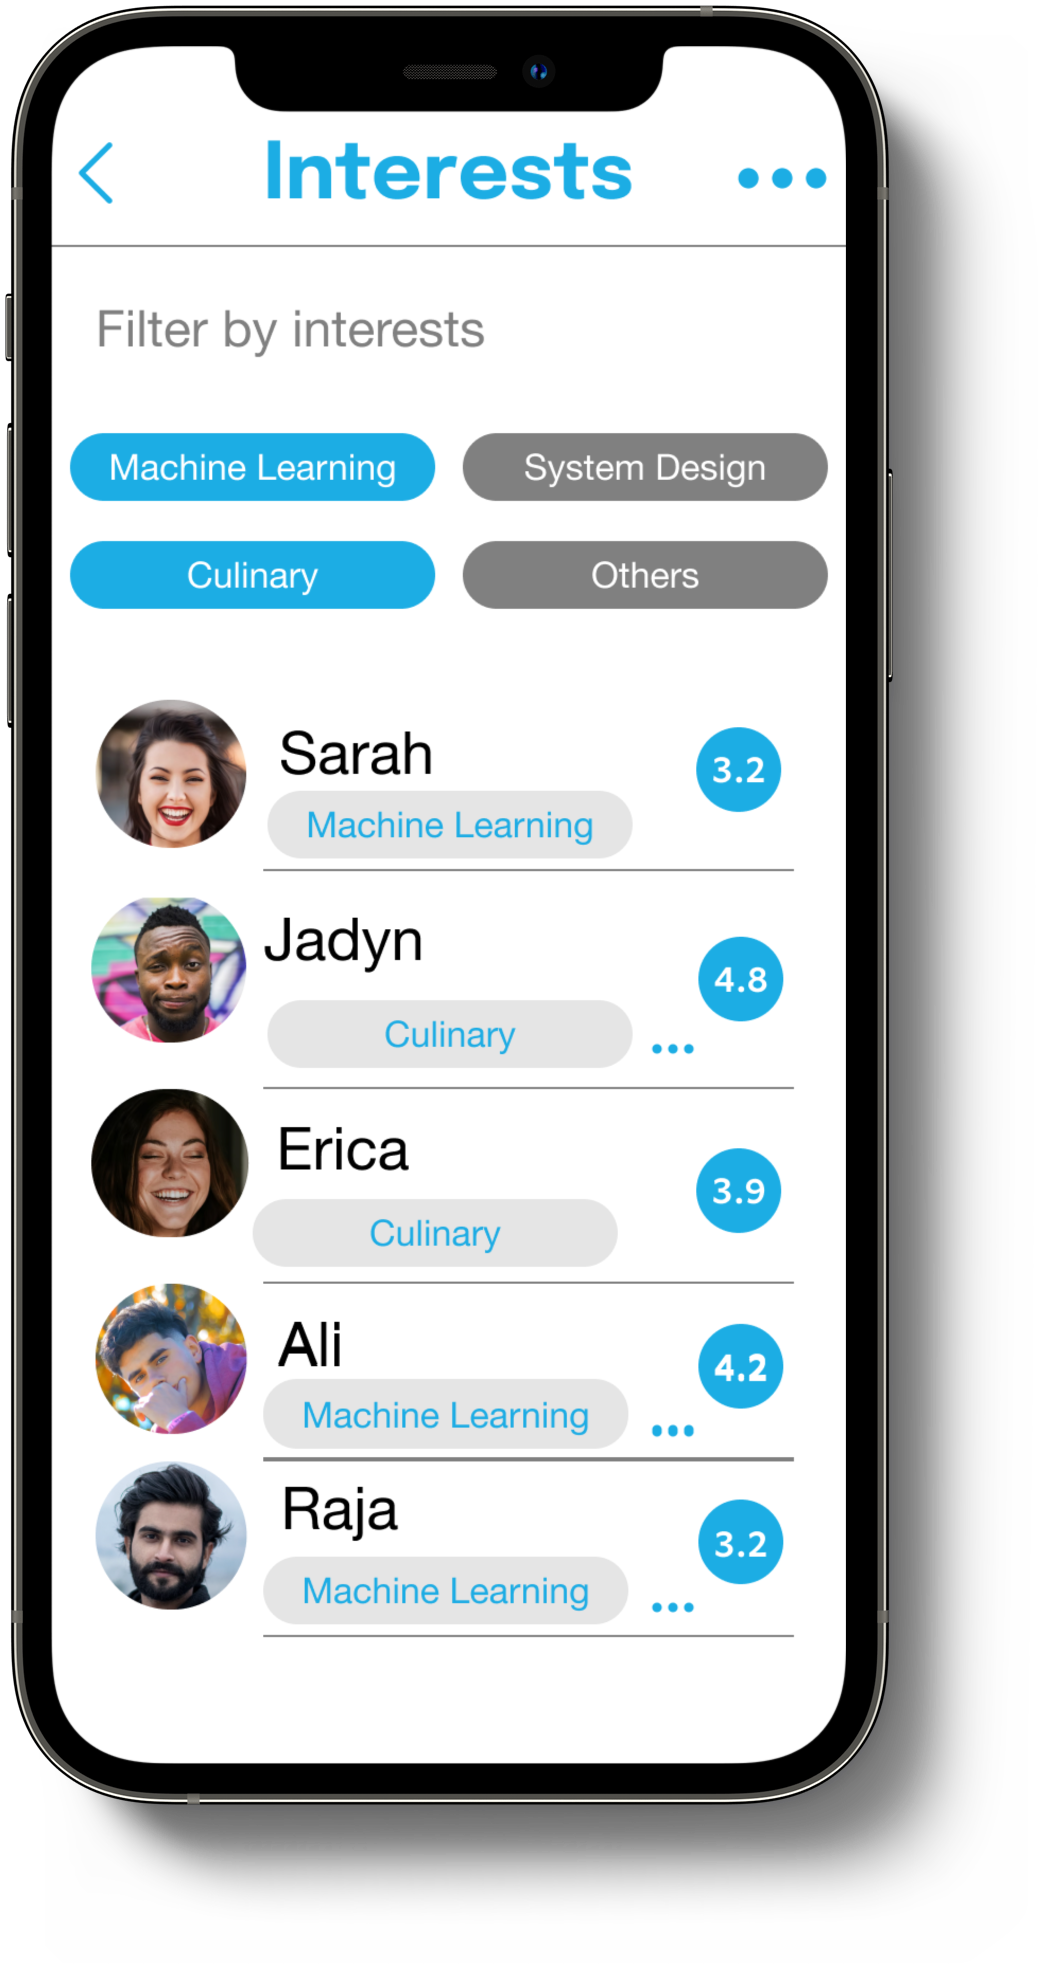 Interests
Filter by interests
Machine Learning System Design
Culinary Others
Sarah
3.2
Machine Learning
Jadyn
4.8
Culinary ...
Erica
3.9
Culinary
Ali
4.2
Machine Learning ...
Raja
3.2
Machine Learning ...